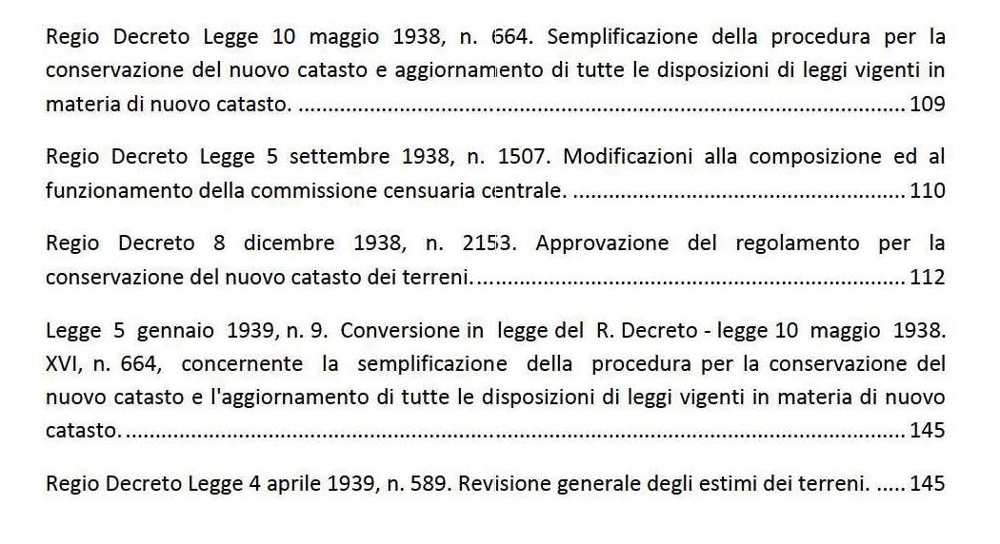 Regio Decreto Legge 10 maggio 1938, n. 664. Semplificazione della procedura per la
conservazione del nuovo catasto e aggiornamento di tutte le disposizioni di leggi vigenti in
materia di nuovo catasto. .......................................................................................................... 109
Regio Decreto Legge 5 settembre 1938, n. 1507. Modificazioni alla composizione ed al
funzionamento della commissione censuaria centrale. .......................................................... 110
Regio Decreto 8 dicembre 1938, n. 2153. Approvazione del regolamento per la
conservazione del nuovo catasto dei terreni. .......................................................................... 112
Legge 5 gennaio 1939, n. 9. Conversione in legge del R. Decreto - legge 10 maggio 1938.
XVI, n. 664, concernente la semplificazione della procedura per la conservazione del
nuovo catasto e l'aggiornamento di tutte le disposizioni di leggi vigenti in materia di nuovo
catasto. ........................................................................................................................................ 145
Regio Decreto Legge 4 aprile 1939, n. 589. Revisione generale degli estimi dei terreni. ..... 145